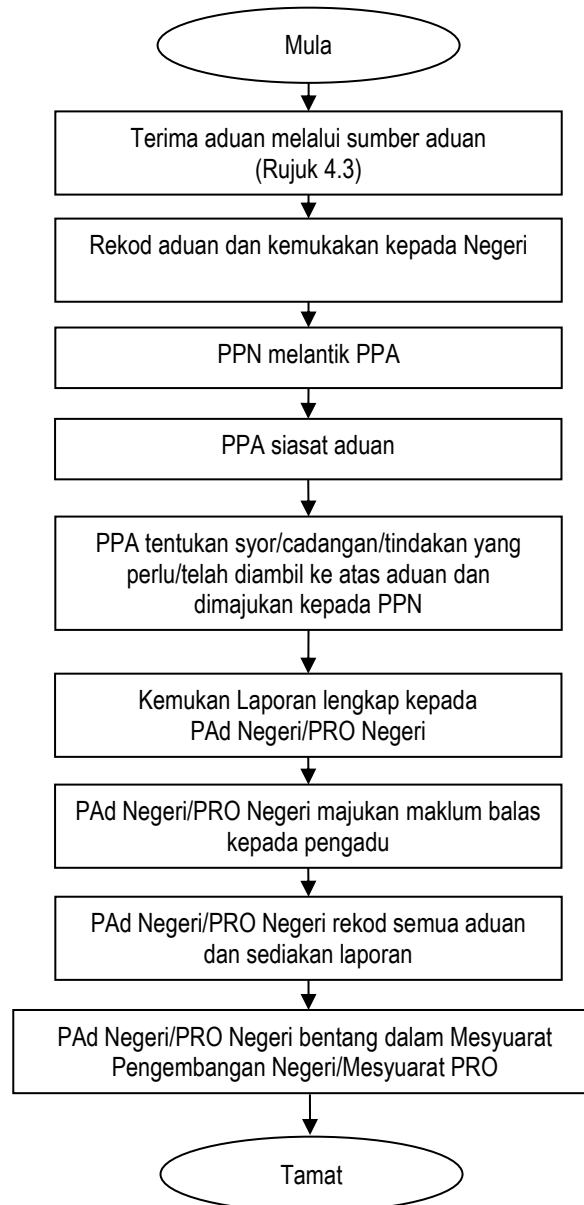 Mula
Terima aduan melalui sumber aduan
(Rujuk 4.3)
Rekod aduan dan kemukakan kepada Negeri
PPN melantik PPA
PPA siasat aduan
PPA tentukan syor/cadangan/tindakan yang
perlu/telah diambil ke atas aduan dan
dimajukan kepada PPN
Kemukan Laporan lengkap kepada
PAd Negeri/PRO Negeri
PAd Negeri/PRO Negeri majukan maklum balas
kepada pengadu
PAd Negeri/PRO Negeri rekod semua aduan
dan sediakan laporan
PAd Negeri/PRO Negeri bentang dalam Mesyuarat
Pengembangan Negeri/Mesyuarat PRO
Tamat